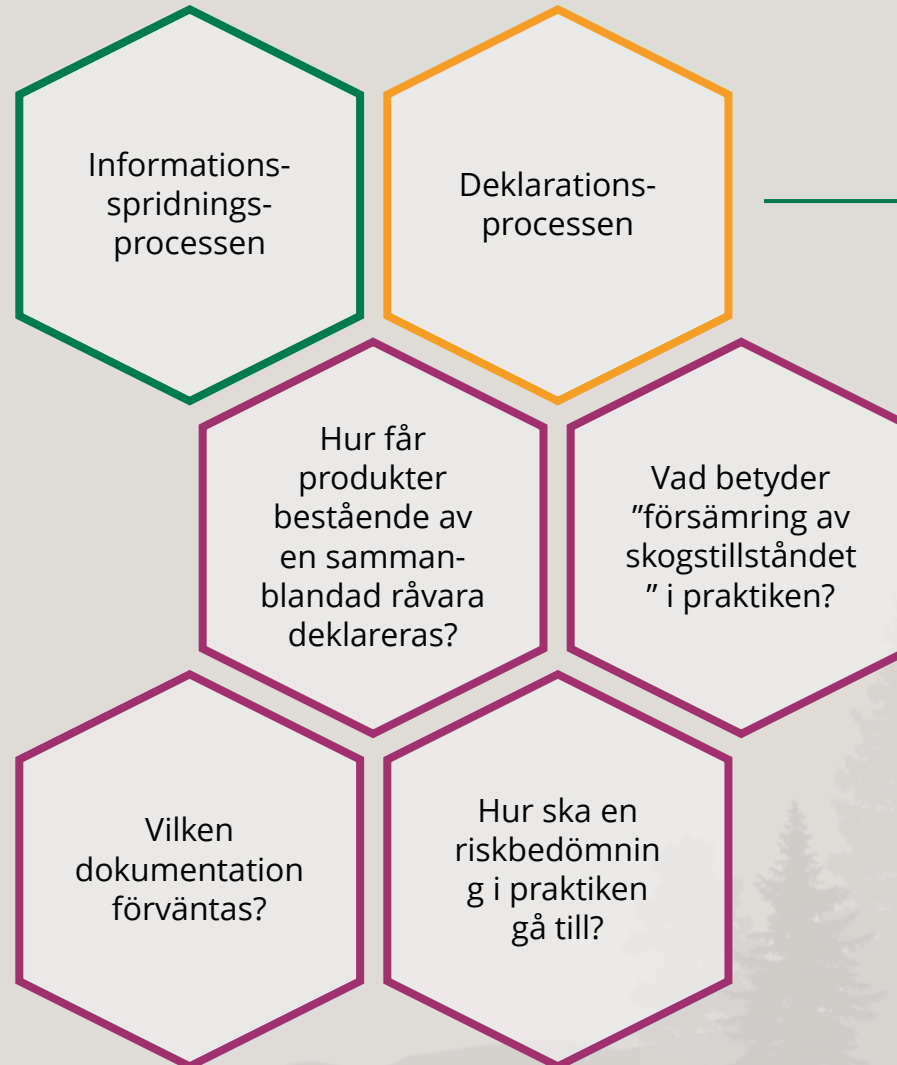 Informations-
spridnings-
processen
Deklarations-
processen
Hur får
produkter
bestående av
en samman-
blandad råvara
deklareras?
Vad betyder
”försämring av
skogstillståndet
” i praktiken?
Vilken
dokumentation
förväntas?
Hur ska en
riskbedömnin
g i praktiken
gå till?